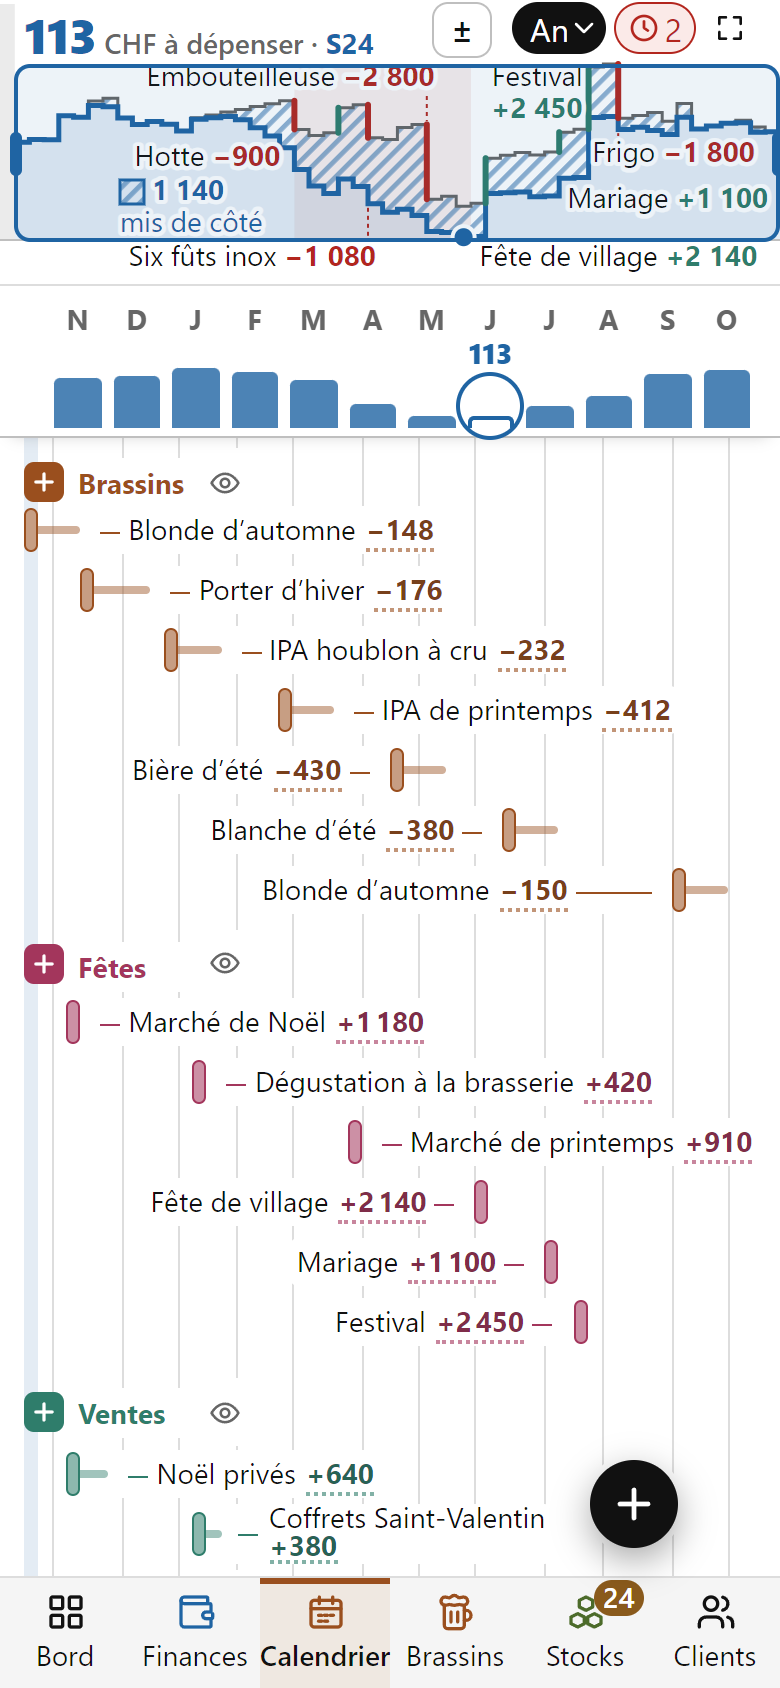 113 CHF à dépenser · S24
±
An
2
Embouteilleuse −2 800
Festival
+2 450
Hotte −900
Frigo −1 800
1 140
mis de côté
Mariage +1 100
Six fûts inox −1 080
Fête de village +2 140
N D J F M A M J J A S O
113
Brassins
Blonde d’automne −148
Porter d’hiver −176
IPA houblon à cru −232
IPA de printemps −412
Bière d’été −430
Blanche d’été −380
Blonde d’automne −150
Fêtes
Marché de Noël +1 180
Dégustation à la brasserie +420
Marché de printemps +910
Fête de village +2 140
Mariage +1 100
Festival +2 450
Ventes
Noël privés +640
Coffrets Saint-Valentin
+380
24
Bord Finances Calendrier Brassins Stocks Clients